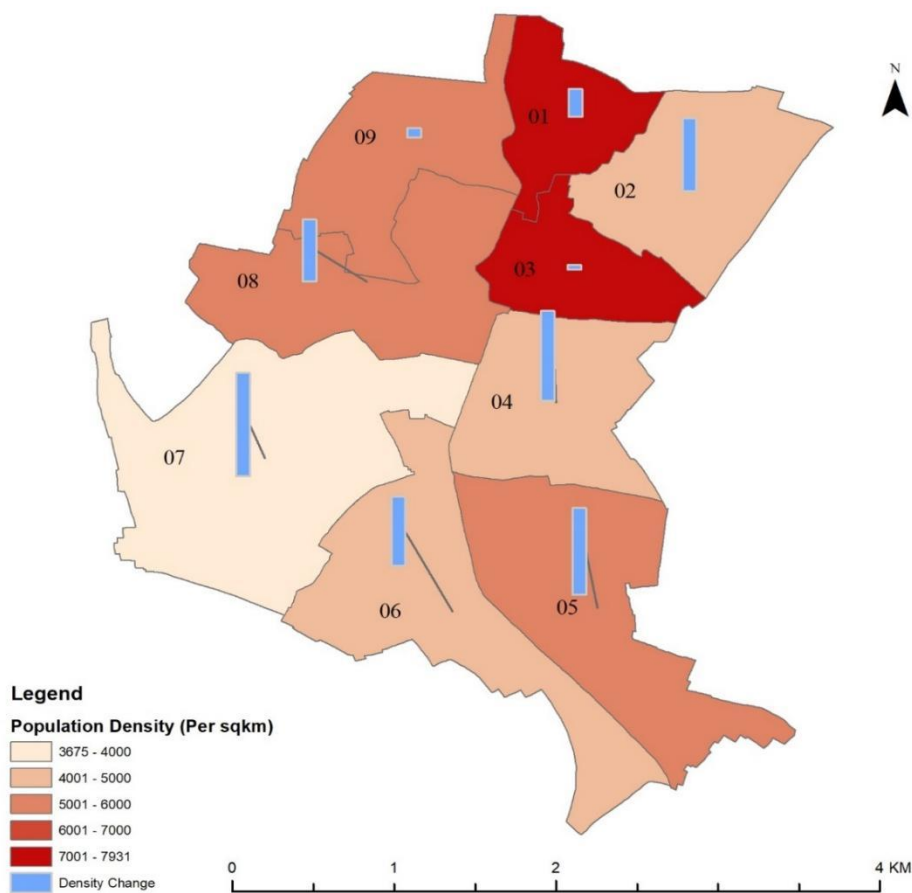 N
01
09
02
03
08
04
07
06
05
Legend
Population Density (Per sqkm)
3675 - 4000
4001 - 5000
5001 - 6000
6001 - 7000
7001 - 7931
Density Change
0 1 2 4 KM